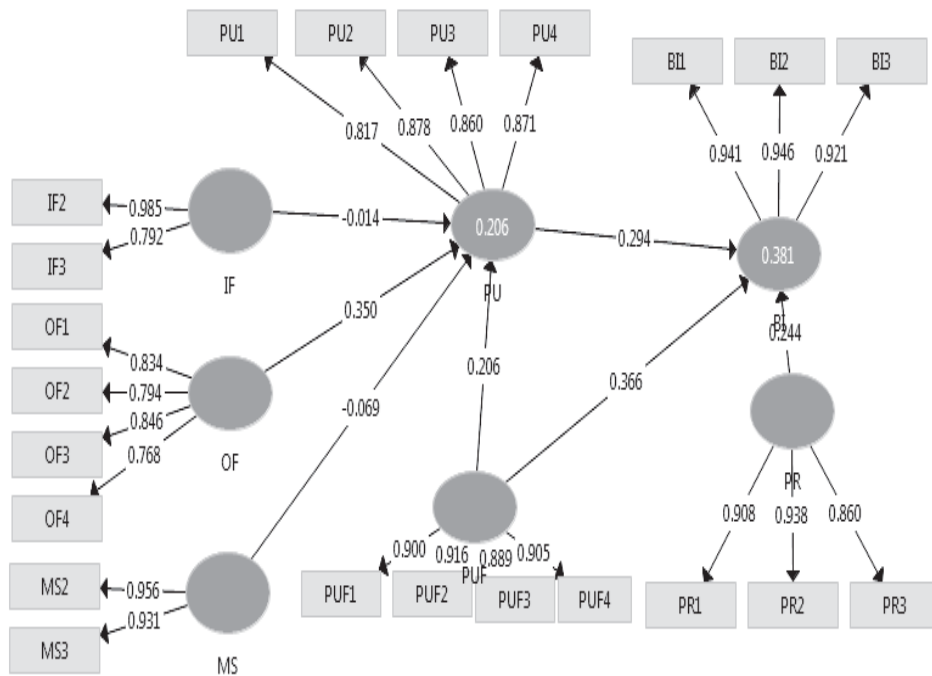 PU1
PU2
PU3
PU4
BI1
BI2
BI3
0.817
0.878
0.860
0.871
0.941
0.946
0.921
IF2
IF3
0.985
0.792
IF
-0.014
0.206
PU
0.294
0.381
BI
OF1
OF2
OF3
OF4
0.834
0.794
0.846
0.768
OF
0.350
-0.069
0.206
0.366
0.244
PR
0.908
0.938
0.860
PR1
PR2
PR3
MS2
MS3
0.956
0.931
MS
0.900
0.916
0.889
0.905
PUF
PUF1
PUF2
PUF3
PUF4